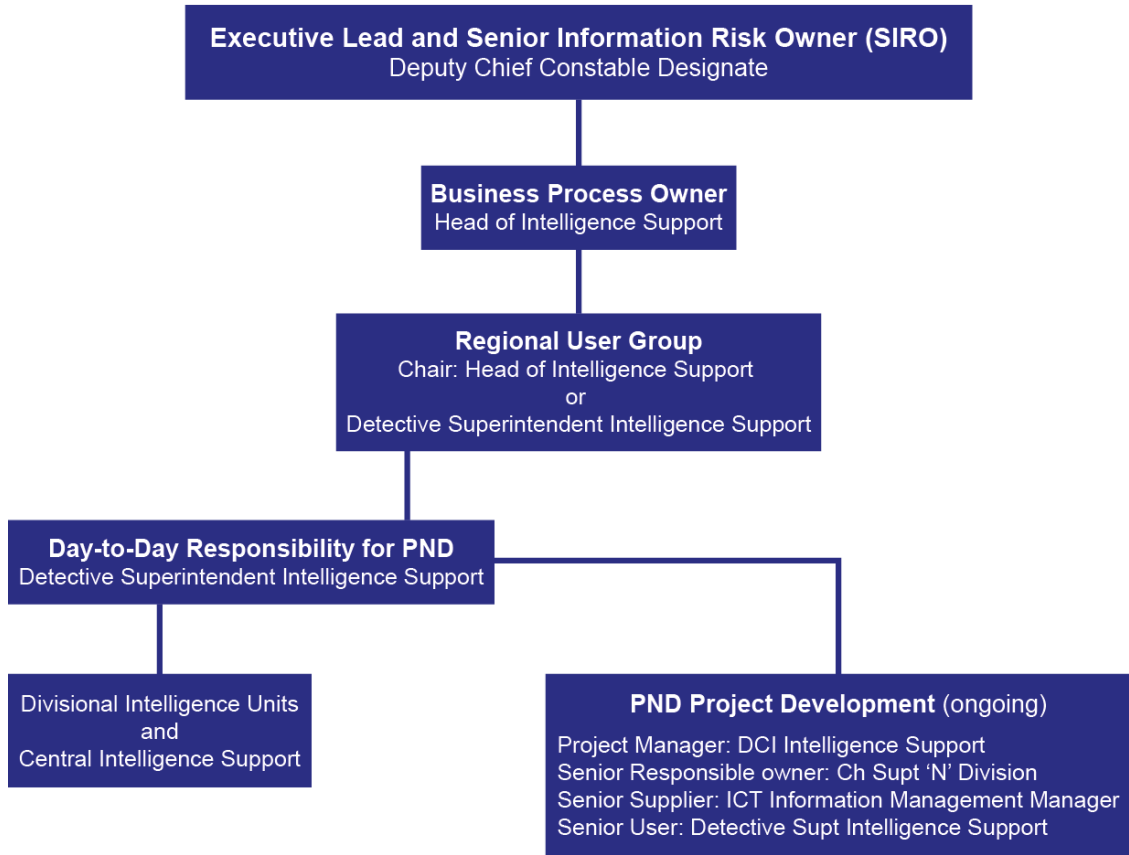 Executive Lead and Senior Information Risk Owner (SIRO)
Deputy Chief Constable Designate
Business Process Owner
Head of Intelligence Support
Regional User Group
Chair: Head of Intelligence Support
or
Detective Superintendent Intelligence Support
Day-to-Day Responsibility for PND
Detective Superintendent Intelligence Support
Divisional Intelligence Units
and
Central Intelligence Support
PND Project Development (ongoing)
Project Manager: DCI Intelligence Support
Senior Responsible owner: Ch Supt ‘N’ Division
Senior Supplier: ICT Information Management Manager
Senior User: Detective Supt Intelligence Support